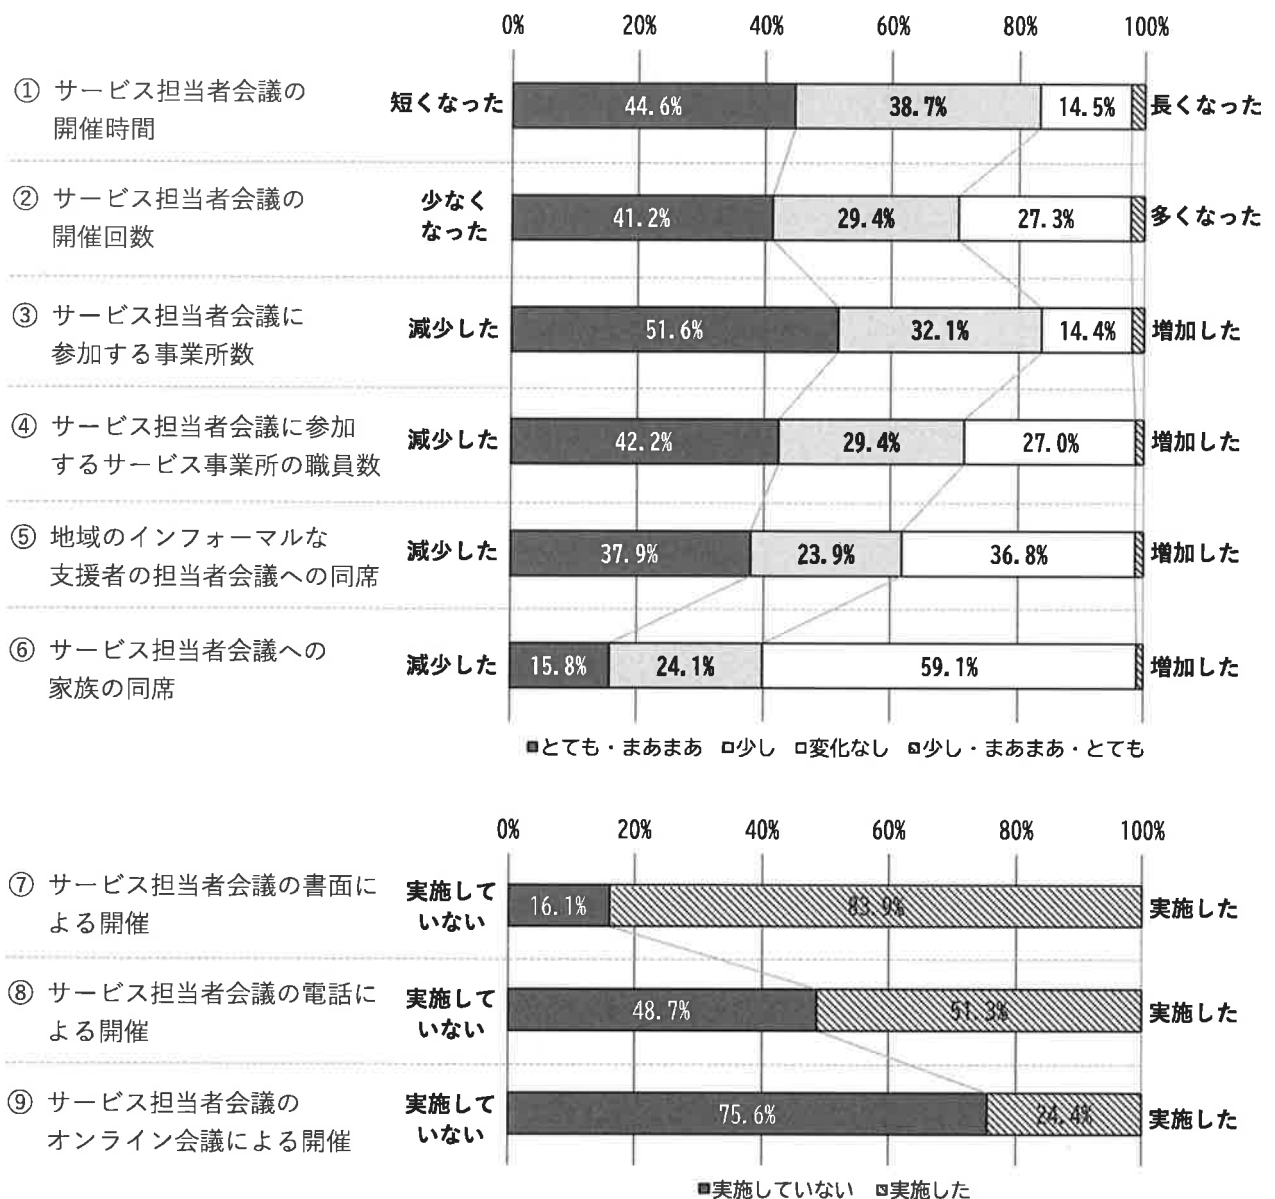 0% 20% 40% 60% 80% 100%
① サービス担当者会議の
開催時間
短くなった 44.6% 38.7% 14.5% 長くなった
② サービス担当者会議の
開催回数
少なく
なった
41.2% 29.4% 27.3% 多くなった
③ サービス担当者会議に
参加する事業所数
減少した 51.6% 32.1% 14.4% 増加した
④ サービス担当者会議に参加
するサービス事業所の職員数
減少した 42.2% 29.4% 27.0% 増加した
⑤ 地域のインフォーマルな
支援者の担当者会議への同席
減少した 37.9% 23.9% 36.8% 増加した
⑥ サービス担当者会議への
家族の同席
減少した 15.8% 24.1% 59.1% 増加した
とても・まあまあ 少し 変化なし 少し・まあまあ・とても
0% 20% 40% 60% 80% 100%
⑦ サービス担当者会議の書面に
よる開催
実施して
いない
16.1% 83.9% 実施した
⑧ サービス担当者会議の電話に
よる開催
実施して
いない
48.7% 51.3% 実施した
⑨ サービス担当者会議の
オンライン会議による開催
実施して
いない
75.6% 24.4% 実施した
実施していない 実施した